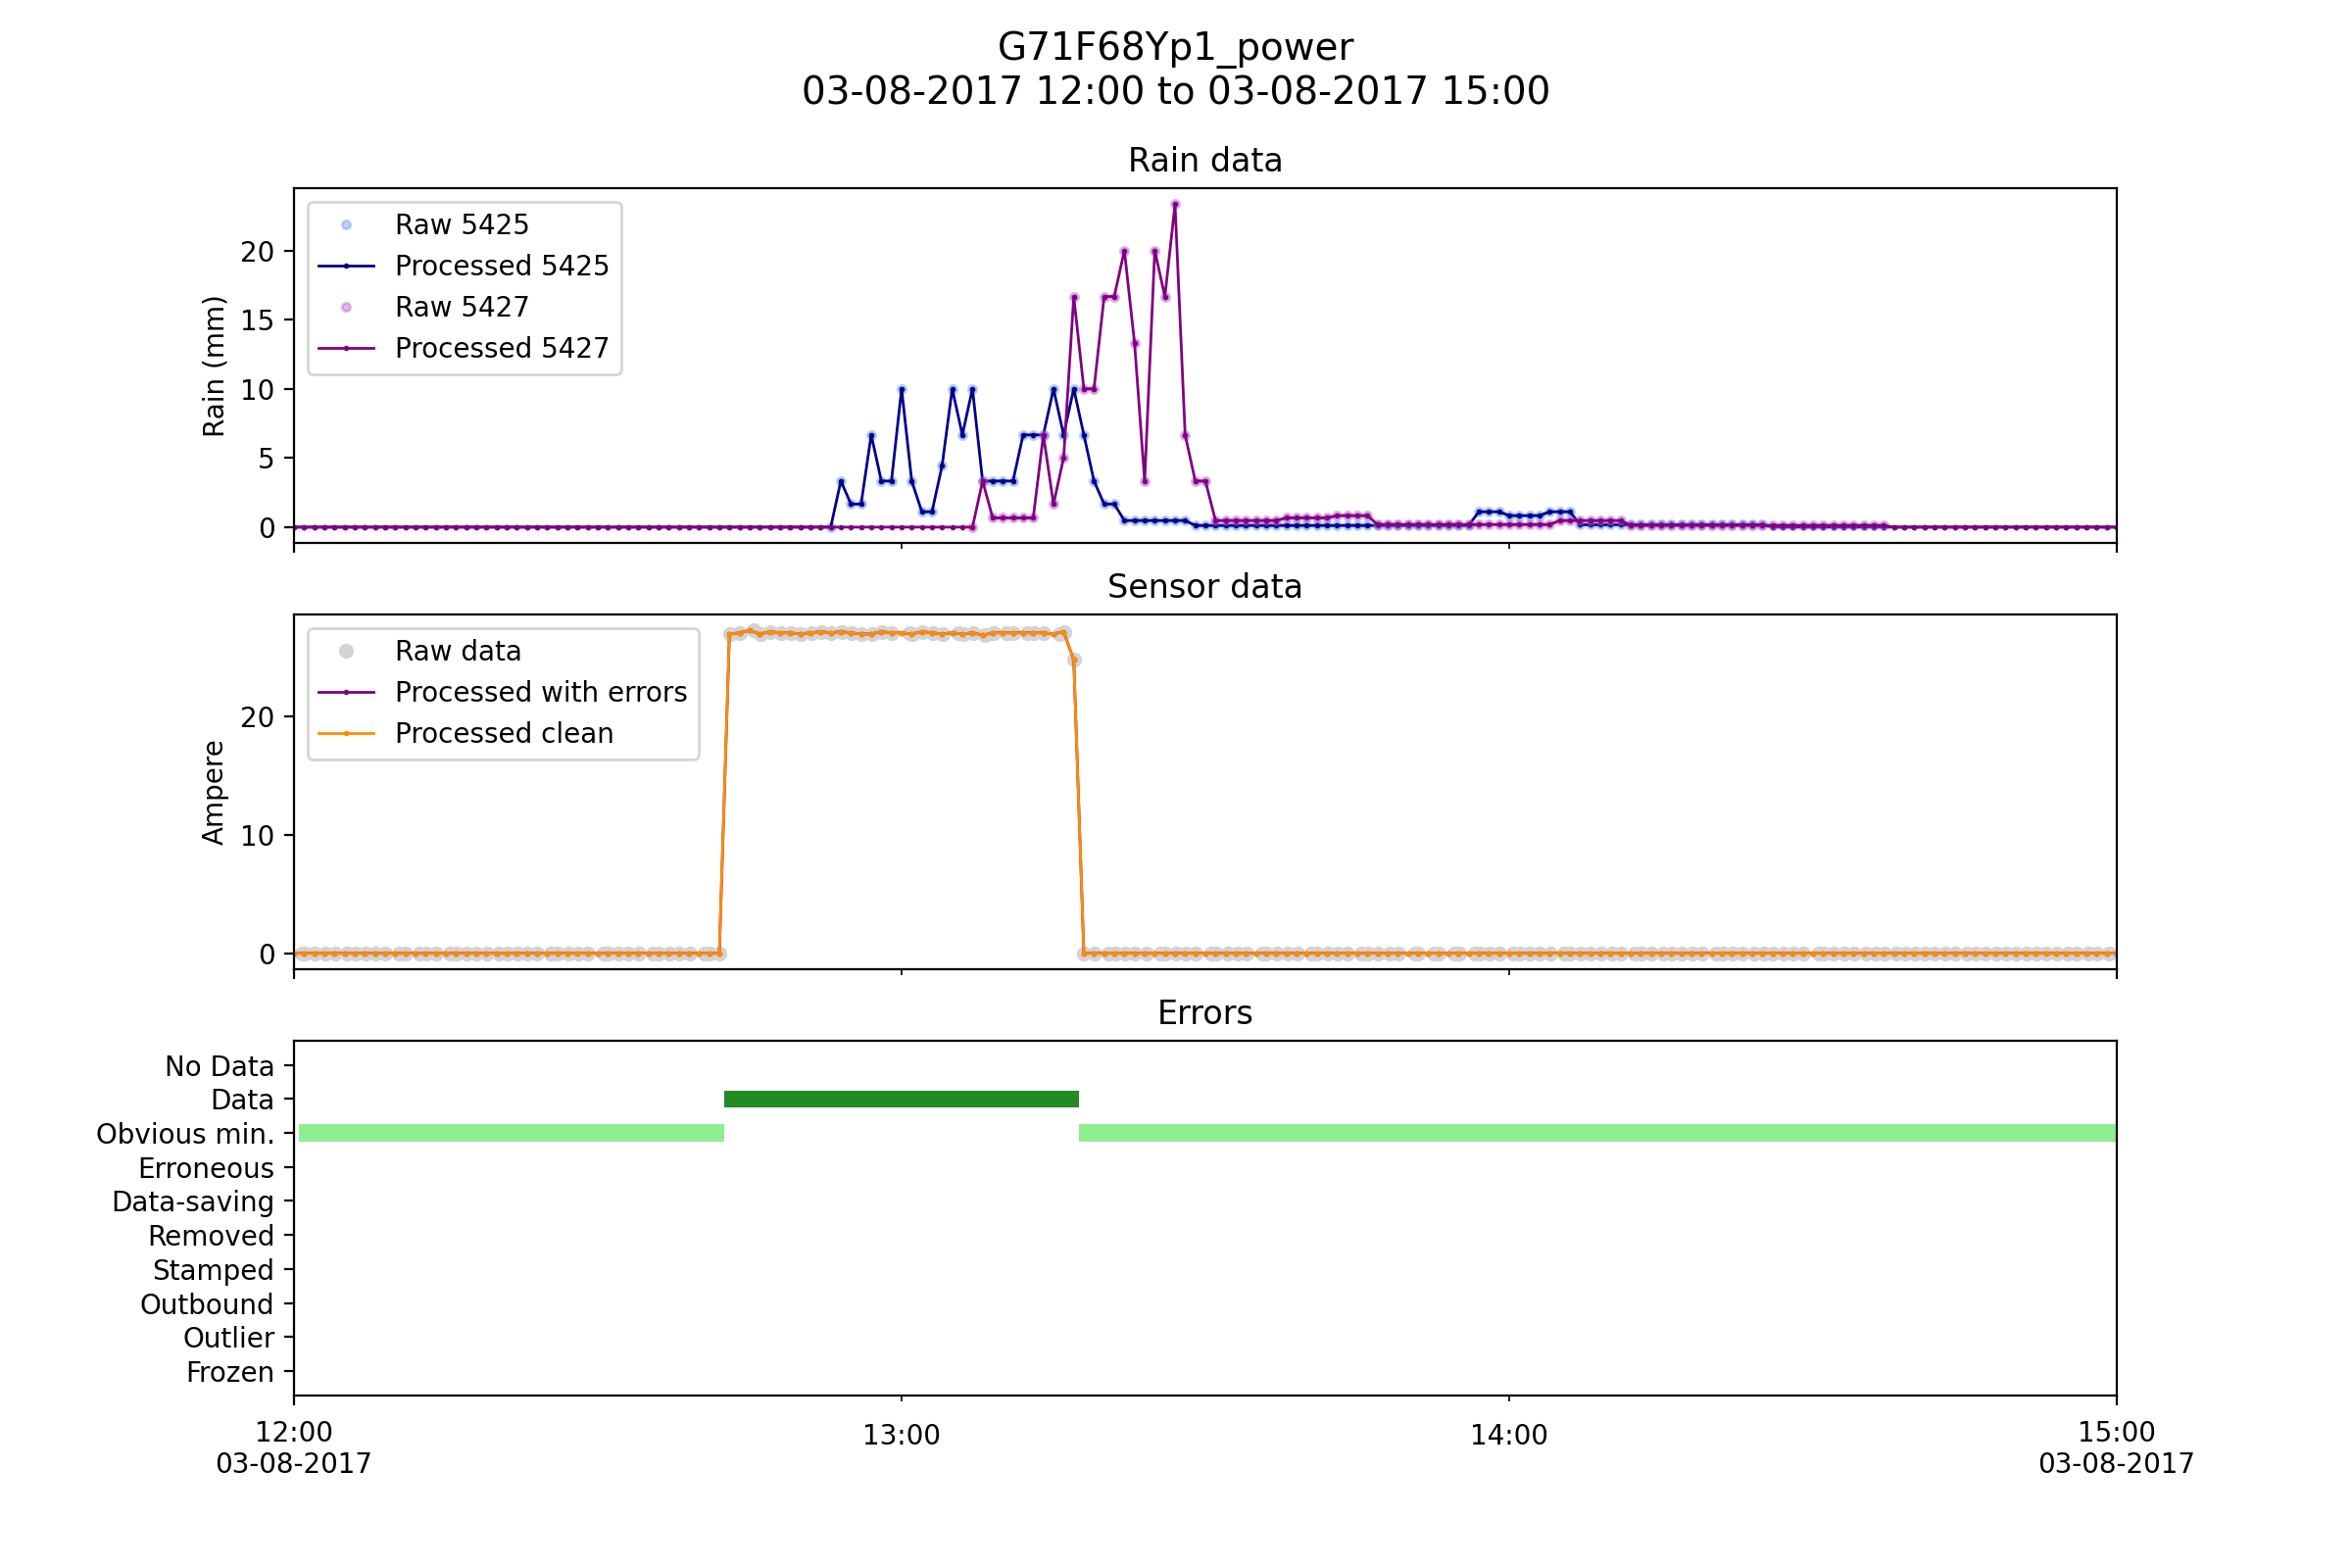 G71F68Yp1_power
03-08-2017 12:00 to 03-08-2017 15:00
Rain data
Rain (mm)
20
15
10
5
0
Raw 5425
Processed 5425
Raw 5427
Processed 5427
Sensor data
Ampere
20
10
0
Raw data
Processed with errors
Processed clean
Errors
No Data
Data
Obvious min.
Erroneous
Data-saving
Removed
Stamped
Outbound
Outlier
Frozen
12:00
03-08-2017
13:00
14:00
15:00
03-08-2017